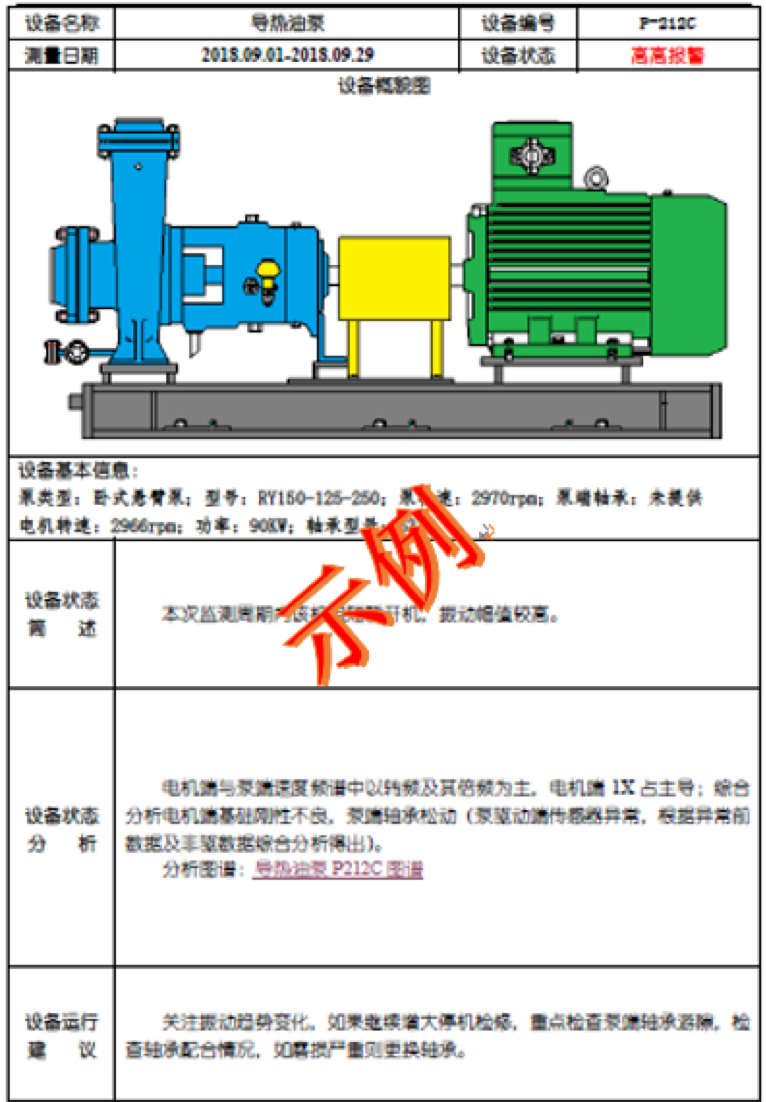 设备名称 导热油泵 设备编号 P-212C
测量日期 2018.09.01-2018.09.29 设备状态 高高报警
设备概貌图
设备基本信息：
泵类型：卧式悬臂泵；型号：RY150-125-250；泵 速：2970rpm；泵端轴承：未提供
电机转速：2966rpm；功率：90KW；轴承型号
示例
设备状态
简 述
本次监测周期内该 开机，振动幅值较高。
设备状态
分 析
电机端与泵端速度频谱中以转频及其倍频为主，电机端 1X 占主导；综合
分析电机端基础刚性不良，泵端轴承松动（泵驱动端传感器异常，根据异常前
数据及非驱数据综合分析得出）。
分析图谱：导热油泵 P212C 图谱
设备运行
建 议
关注振动趋势变化，如果继续增大停机检修，重点检查泵端轴承游隙，检
查轴承配合情况，如磨损严重则更换轴承。